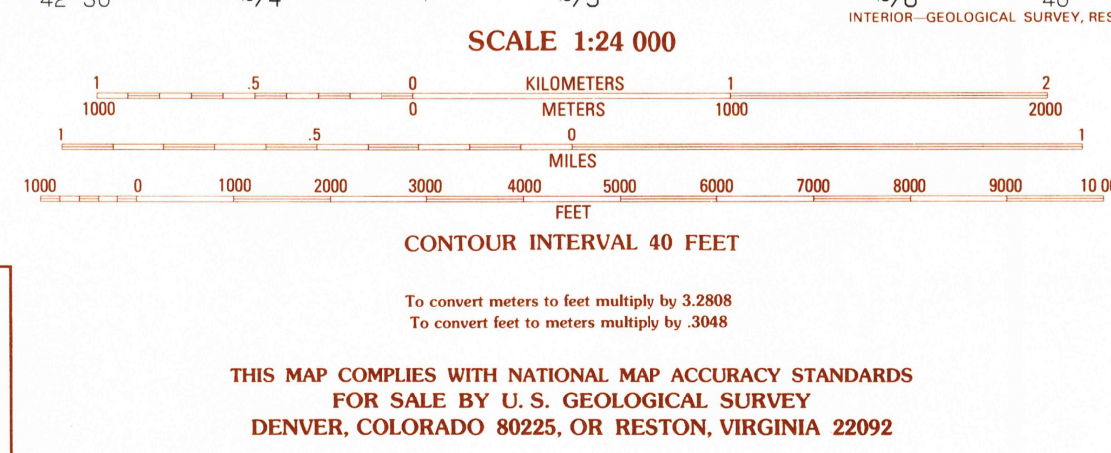 INTERIOR—GEOLOGICAL SURVEY, RES
SCALE 1:24 000
1 .5 0 KILOMETERS 1 2
1000 0 METERS 1000 2000
1 .5 0 1
MILES
1000 0 1000 2000 3000 4000 5000 6000 7000 8000 9000 10 0
FEET
CONTOUR INTERVAL 40 FEET
To convert meters to feet multiply by 3.2808
To convert feet to meters multiply by .3048
THIS MAP COMPLIES WITH NATIONAL MAP ACCURACY STANDARDS
FOR SALE BY U. S. GEOLOGICAL SURVEY
DENVER, COLORADO 80225, OR RESTON, VIRGINIA 22092